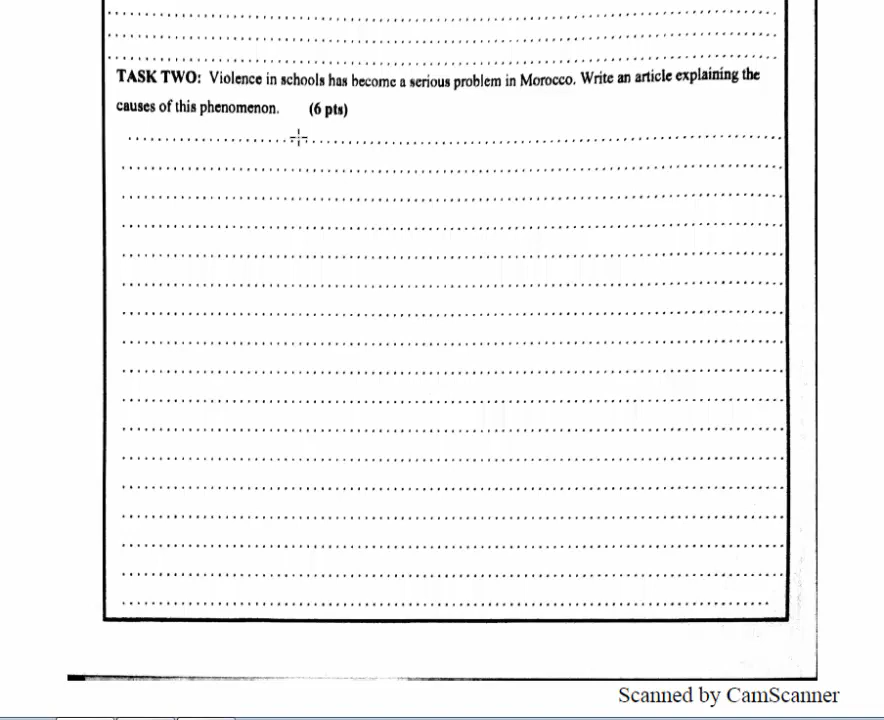 TASK TWO: Violence in schools has become a serious problem in Morocco. Write an article explaining the
causes of this phenomenon. (6 pts)
Scanned by CamScanner